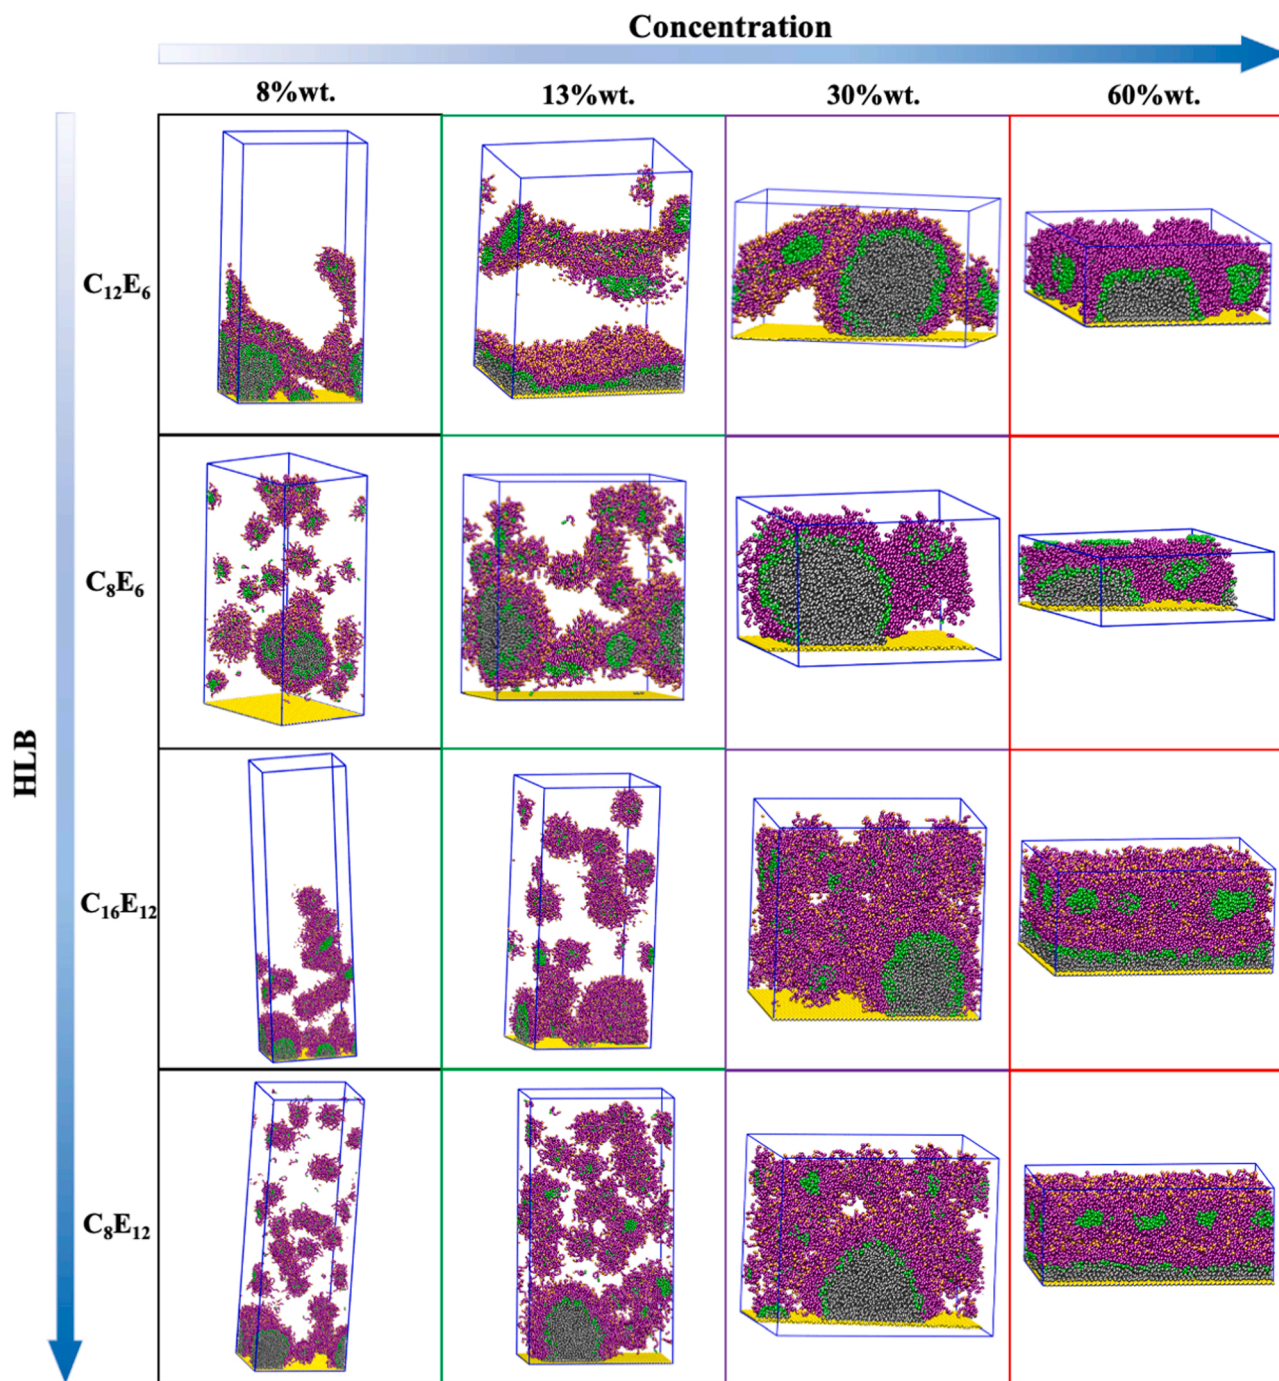 Concentration
8%wt. 13%wt. 30%wt. 60%wt.
C₁₂E₆
C₈E₆
HLB
C₁₆E₁₂
C₈E₁₂